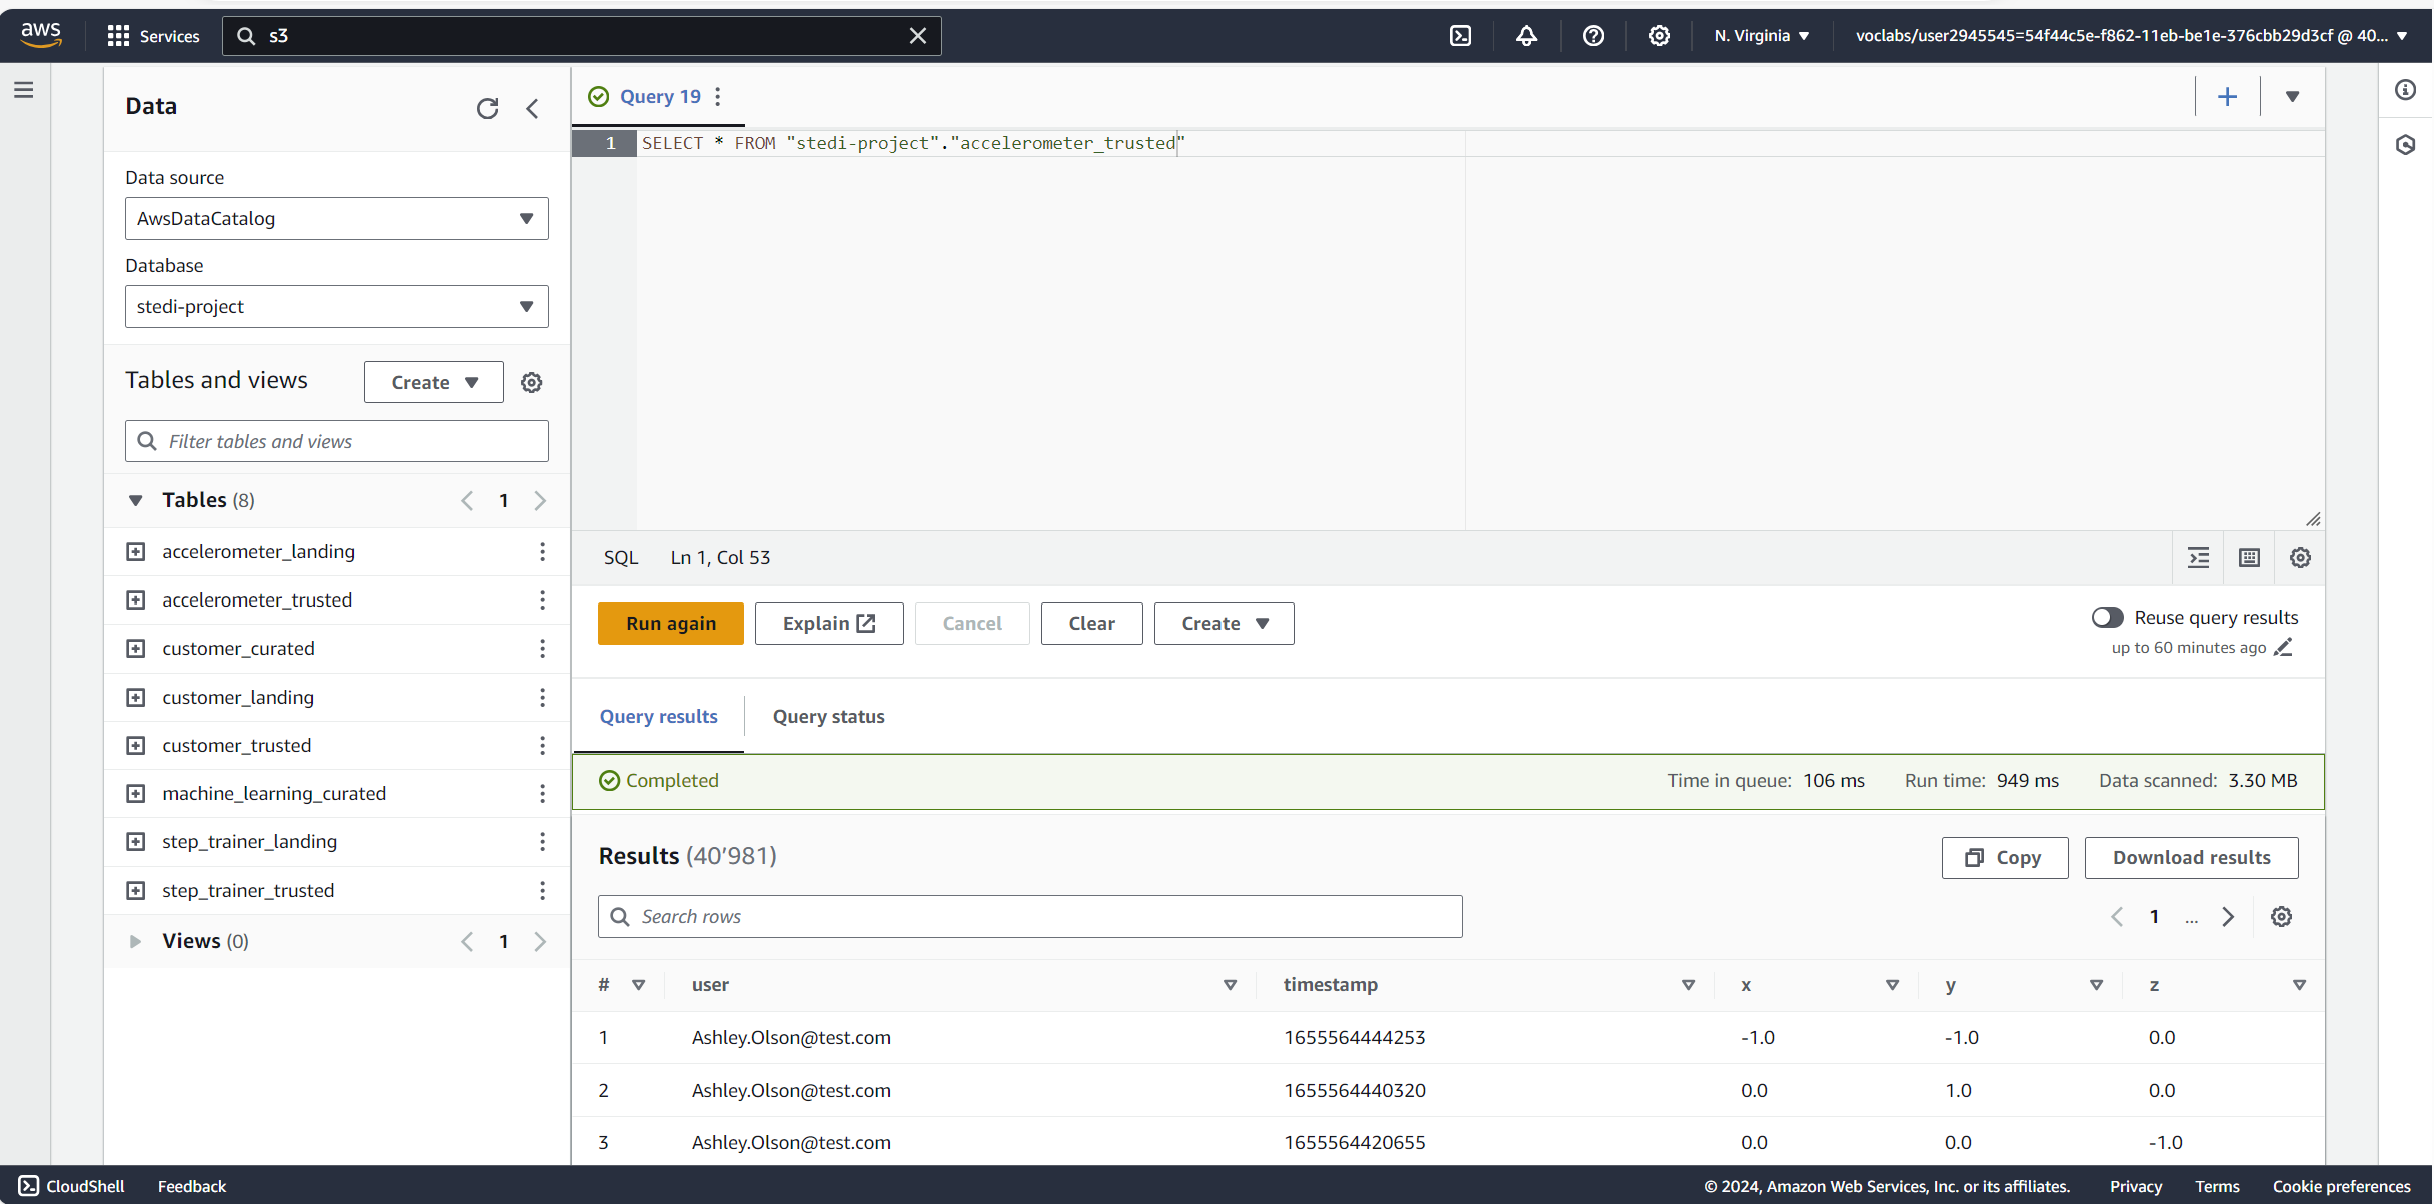 aws
Services
s3
N. Virginia
voclabs/user2945545=54f44c5e-f862-11eb-be1e-376cbb29d3cf @ 40...
Data
Data source
AwsDataCatalog
Database
stedi-project
Tables and views
Create
Filter tables and views
Tables (8)
1
accelerometer_landing
accelerometer_trusted
customer_curated
customer_landing
customer_trusted
machine_learning_curated
step_trainer_landing
step_trainer_trusted
Views (0)
1
Query 19
1 SELECT * FROM "stedi-project"."accelerometer_trusted"
SQL Ln 1, Col 53
Run again Explain Cancel Clear Create
Reuse query results
up to 60 minutes ago
Query results Query status
Completed Time in queue: 106 ms Run time: 949 ms Data scanned: 3.30 MB
Results (40’981)
Copy Download results
Search rows
1 ...
# user timestamp x y z
1 Ashley.Olson@test.com 1655564444253 -1.0 -1.0 0.0
2 Ashley.Olson@test.com 1655564440320 0.0 1.0 0.0
3 Ashley.Olson@test.com 1655564420655 0.0 0.0 -1.0
CloudShell Feedback © 2024, Amazon Web Services, Inc. or its affiliates. Privacy Terms Cookie preferences